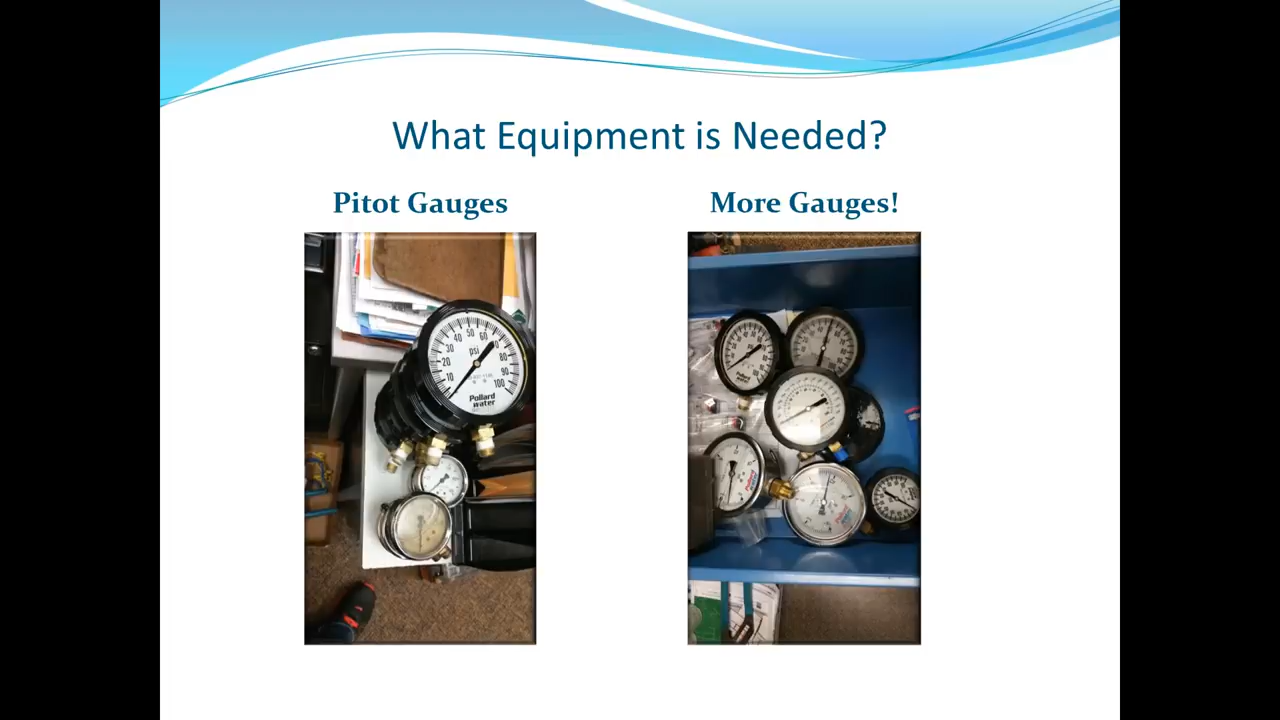 What Equipment is Needed?
Pitot Gauges
More Gauges!
10 20 30 40 50 60 70 80 90 100
psi
Pollard
water